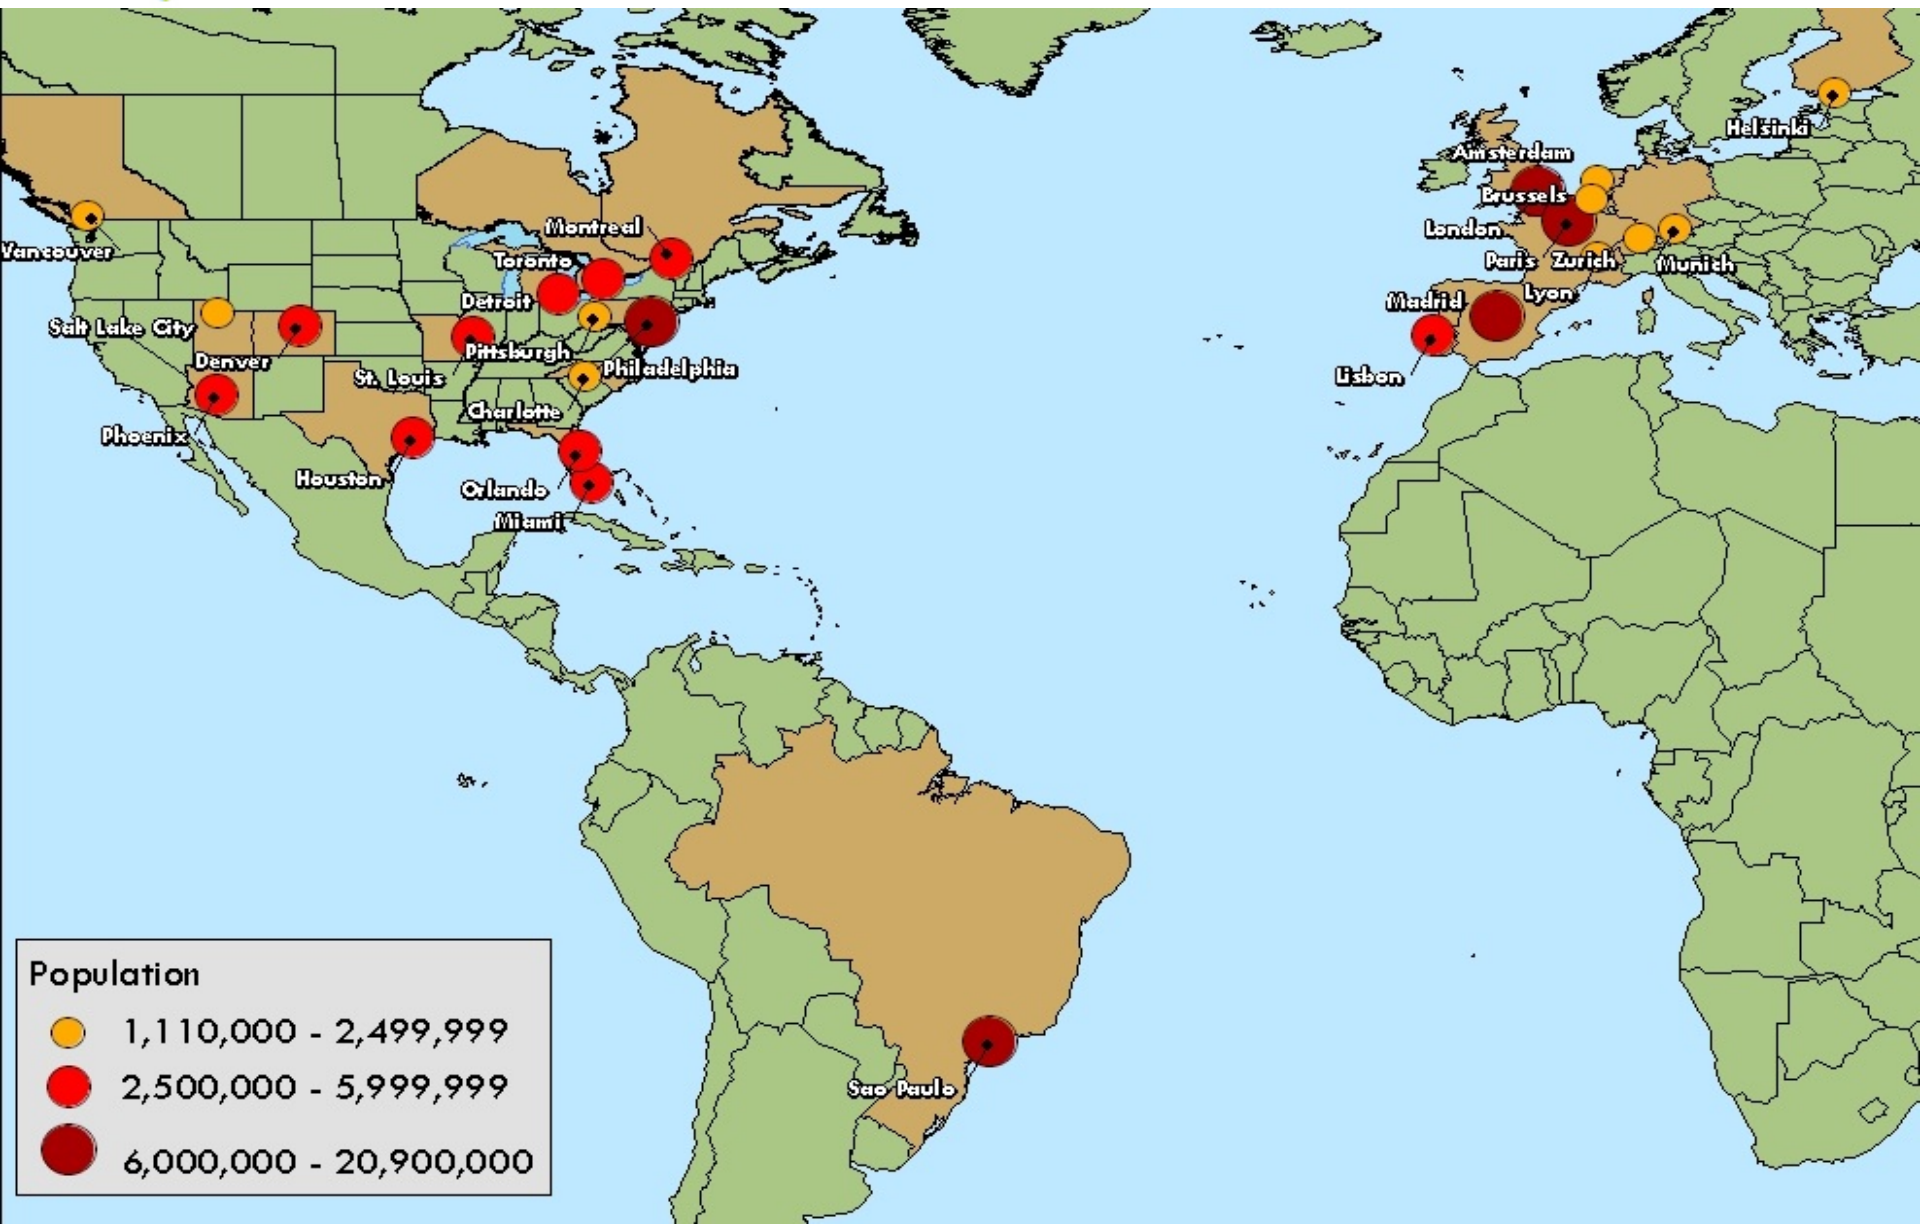 Helsinki
Amsterdam
Brussels
London
Paris
Zurich
Munich
Lyon
Madrid
Lisbon
Vancouver
Montreal
Toronto
Detroit
Salt Lake City
Denver
Pittsburgh
Philadelphia
St. Louis
Charlotte
Phoenix
Houston
Orlando
Miami
Sao Paulo
Population
1,110,000 - 2,499,999
2,500,000 - 5,999,999
6,000,000 - 20,900,000